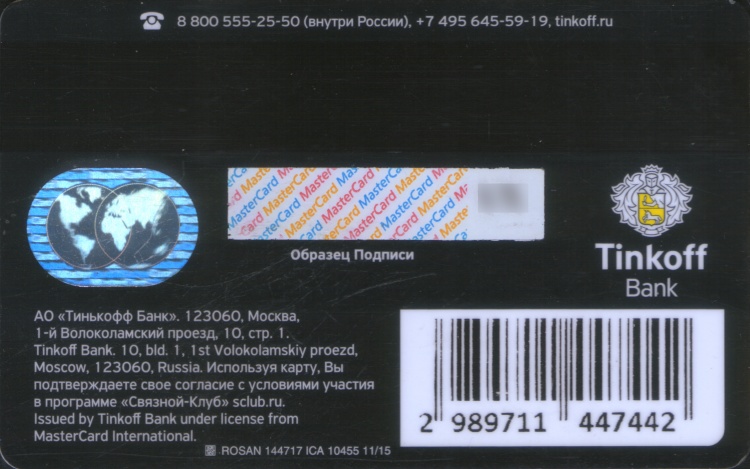 8 800 555-25-50 (внутри России), +7 495 645-59-19, tinkoff.ru
MasterCard MasterCard MasterCard MasterCard
Образец Подписи
Tinkoff
Bank
АО «Тинькофф Банк». 123060, Москва,
1-й Волоколамский проезд, 10, стр. 1.
Tinkoff Bank. 10, bld. 1, 1st Volokolamskiy proezd,
Moscow, 123060, Russia. Используя карту, Вы
подтверждаете свое согласие с условиями участия
в программе «Связной-Клуб» sclub.ru.
Issued by Tinkoff Bank under license from
MasterCard International.
2 989711 447442
ROSAN 144717 ICA 10455 11/15